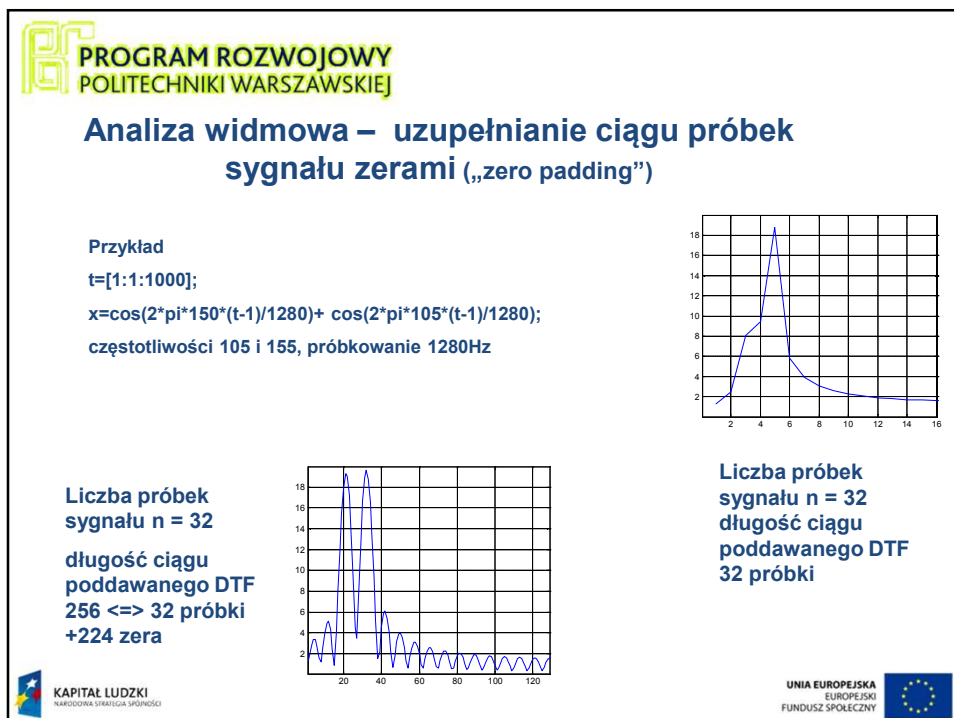 PROGRAM ROZWOJOWY
POLITECHNIKI WARSZAWSKIEJ
Analiza widmowa – uzupełnianie ciągu próbek
sygnału zerami („zero padding”)
Przykład
t=[1:1:1000];
x=cos(2*pi*150*(t-1)/1280)+ cos(2*pi*105*(t-1)/1280);
częstotliwości 105 i 155, próbkowanie 1280Hz
18
16
14
12
10
8
6
4
2
2 4 6 8 10 12 14 16
Liczba próbek
sygnału n = 32
długość ciągu
poddawanego DTF
256 <=> 32 próbki
+224 zera
18
16
14
12
10
8
6
4
2
20 40 60 80 100 120
Liczba próbek
sygnału n = 32
długość ciągu
poddawanego DTF
32 próbki
KAPITAŁ LUDZKI
NARODOWA STRATEGIA SPÓJNOŚCI
UNIA EUROPEJSKA
EUROPEJSKI
FUNDUSZ SPOŁECZNY